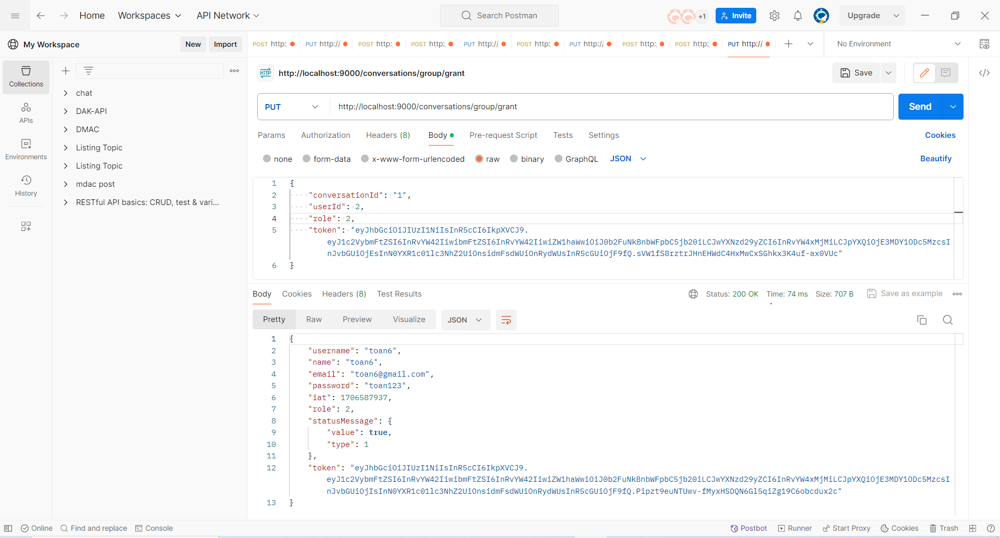 Home Workspaces API Network Search Postman +1 Invite Upgrade
My Workspace New Import POST http: PUT http:// POST http: POST http: PUT http:// POST http: PUT http:// POST http: POST http: PUT http:// No Environment
Collections
APIs
Environments
History
chat
DAK-API
DMAC
Listing Topic
Listing Topic
mdac post
RESTful API basics: CRUD, test & vari...
HTTP http://localhost:9000/conversations/group/grant Save
PUT http://localhost:9000/conversations/group/grant Send
Params Authorization Headers (8) Body Pre-request Script Tests Settings Cookies
none form-data x-www-form-urlencoded raw binary GraphQL JSON Beautify
1 {
2 "conversationId": "1",
3 "userId": 2,
4 "role": 2,
5 "token": "eyJhbGciOiJIUzI1NiIsInR5cCI6IkpXVCJ9.
eyJ1c2VybmFtZSI6InRvYW42IiwibmFtZSI6InRvYW42IiwiZW1haWwiOiJ0b2FuNkBnbWFpbC5jb20iLCJwYXNzd29yZCI6InRvYW4xMjMiLCJpYXQiOjE3MDY1ODc5MzcsI
nJvbGUiOjEsInN0YXR1c01lc3NhZ2UiOnsidmFsdWUiOnRydWUsInR5cGUiOjF9fQ.sVW1fS8rztrJHnEHWdC4HxMwCxSGhkx3K4uf-ax0VUc"
6 }
Body Cookies Headers (8) Test Results Status: 200 OK Time: 74 ms Size: 707 B Save as example
Pretty Raw Preview Visualize JSON
1 {
2 "username": "toan6",
3 "name": "toan6",
4 "email": "toan6@gmail.com",
5 "password": "toan123",
6 "iat": 1706587937,
7 "role": 2,
8 "statusMessage": {
9 "value": true,
10 "type": 1
11 },
12 "token": "eyJhbGciOiJIUzI1NiIsInR5cCI6IkpXVCJ9.
eyJ1c2VybmFtZSI6InRvYW42IiwibmFtZSI6InRvYW42IiwiZW1haWwiOiJ0b2FuNkBnbWFpbC5jb20iLCJwYXNzd29yZCI6InRvYW4xMjMiLCJpYXQiOjE3MDY1ODc5MzcsI
nJvbGUiOjIsInN0YXR1c01lc3NhZ2UiOnsidmFsdWUiOnRydWUsInR5cGUiOjF9fQ.Pipzt9euNTUwv-fMyxHSDQN6Gl5qiZg19C6obcdux2c"
13 }
Online Find and replace Console Postbot Runner Start Proxy Cookies Trash